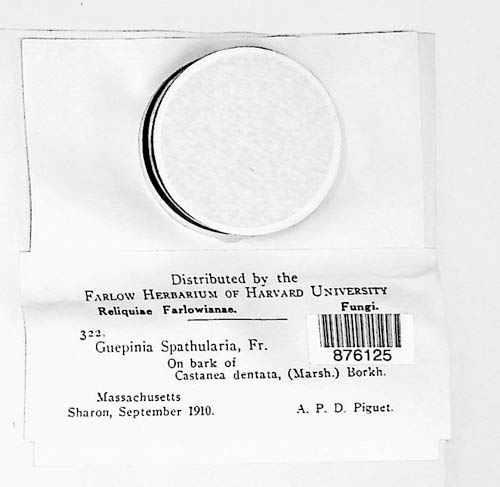 Distributed by the
FARLOW HERBARIUM OF HARVARD UNIVERSITY
Reliquiae Farlowianae. Fungi.
322.
Guepinia Spathularia, Fr.
876125
On bark of
Castanea dentata, (Marsh.) Borkh.
Massachusetts
Sharon, September 1910. A. P. D. Piguet.